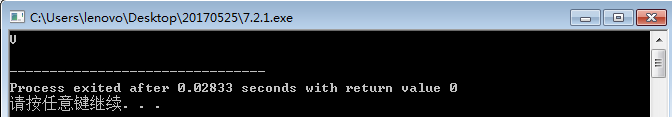 C:\Users\lenovo\Desktop\20170525\7.2.1.exe
V
--------------------------------
Process exited after 0.02833 seconds with return value 0
请按任意键继续. . .